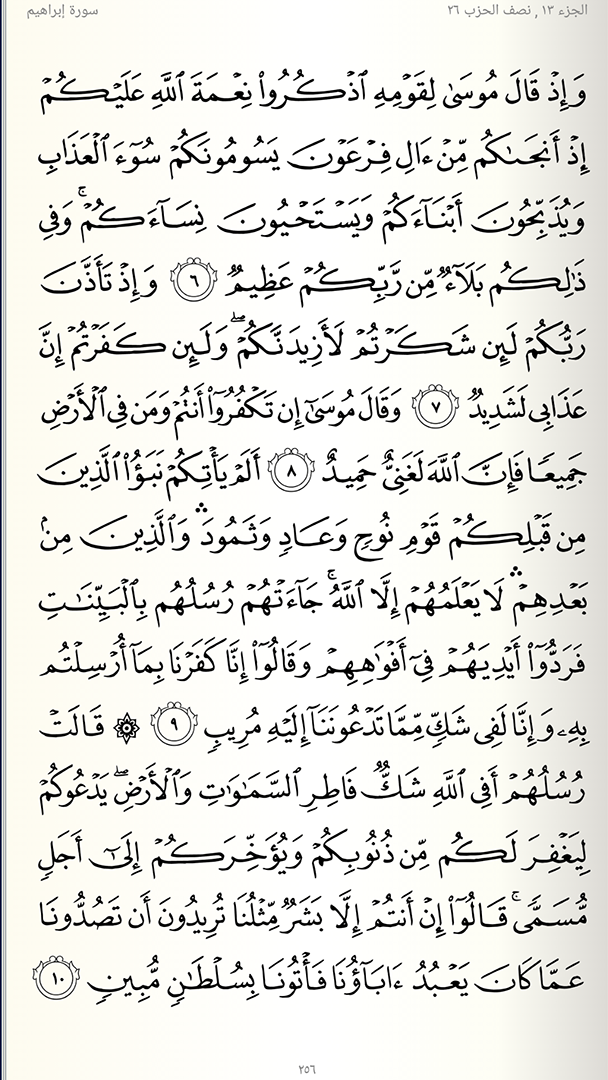 الجزء ١٣ , نصف الحزب ٢٦
سورة إبراهيم
وَإِذْ قَالَ مُوسَىٰ لِقَوْمِهِ ٱذْكُرُوا۟ نِعْمَةَ ٱللَّهِ عَلَيْكُمْ
إِذْ أَنجَىٰكُم مِّنْ ءَالِ فِرْعَوْنَ يَسُومُونَكُمْ سُوٓءَ ٱلْعَذَابِ
وَيُذَبِّحُونَ أَبْنَآءَكُمْ وَيَسْتَحْيُونَ نِسَآءَكُمْ ۚ وَفِى
ذَٰلِكُم بَلَآءٌ مِّن رَّبِّكُمْ عَظِيمٌ ٦ وَإِذْ تَأَذَّنَ
رَبُّكُمْ لَئِن شَكَرْتُمْ لَأَزِيدَنَّكُمْ ۖ وَلَئِن كَفَرْتُمْ إِنَّ
عَذَابِى لَشَدِيدٌ ٧ وَقَالَ مُوسَىٰٓ إِن تَكْفُرُوٓا۟ أَنتُمْ وَمَن فِى ٱلْأَرْضِ
جَمِيعًا فَإِنَّ ٱللَّهَ لَغَنِىٌّ حَمِيدٌ ٨ أَلَمْ يَأْتِكُمْ نَبَؤُا۟ ٱلَّذِينَ
مِن قَبْلِكُمْ قَوْمِ نُوحٍ وَعَادٍ وَثَمُودَ ۛ وَٱلَّذِينَ مِنۢ
بَعْدِهِمْ ۛ لَا يَعْلَمُهُمْ إِلَّا ٱللَّهُ ۚ جَآءَتْهُمْ رُسُلُهُم بِٱلْبَيِّنَٰتِ
فَرَدُّوٓا۟ أَيْدِيَهُمْ فِىٓ أَفْوَٰهِهِمْ وَقَالُوٓا۟ إِنَّا كَفَرْنَا بِمَآ أُرْسِلْتُم
بِهِۦ وَإِنَّا لَفِى شَكٍّ مِّمَّا تَدْعُونَنَآ إِلَيْهِ مُرِيبٍ ٩ ۞ قَالَتْ
رُسُلُهُمْ أَفِى ٱللَّهِ شَكٌّ فَاطِرِ ٱلسَّمَٰوَٰتِ وَٱلْأَرْضِ ۖ يَدْعُوكُمْ
لِيَغْفِرَ لَكُم مِّن ذُنُوبِكُمْ وَيُؤَخِّرَكُمْ إِلَىٰٓ أَجَلٍ
مُّسَمًّى ۚ قَالُوٓا۟ إِنْ أَنتُمْ إِلَّا بَشَرٌ مِّثْلُنَا تُرِيدُونَ أَن تَصُدُّونَا
عَمَّا كَانَ يَعْبُدُ ءَابَآؤُنَا فَأْتُونَا بِسُلْطَٰنٍ مُّبِينٍ ١٠
٢٥٦